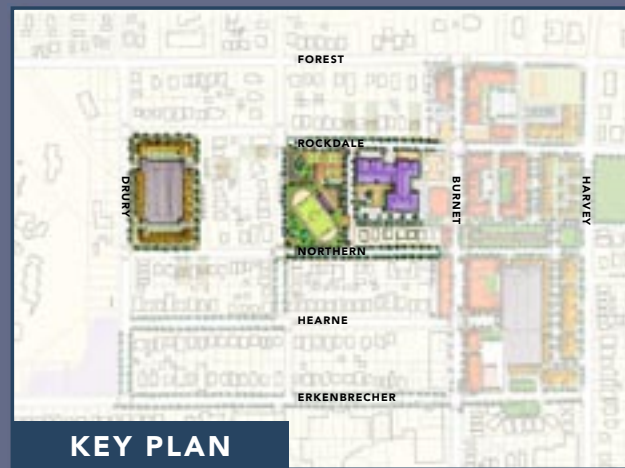 FOREST
ROCKDALE
DRURY
BURNET
HARVEY
NORTHERN
HEARNE
ERKENBRECHER
KEY PLAN